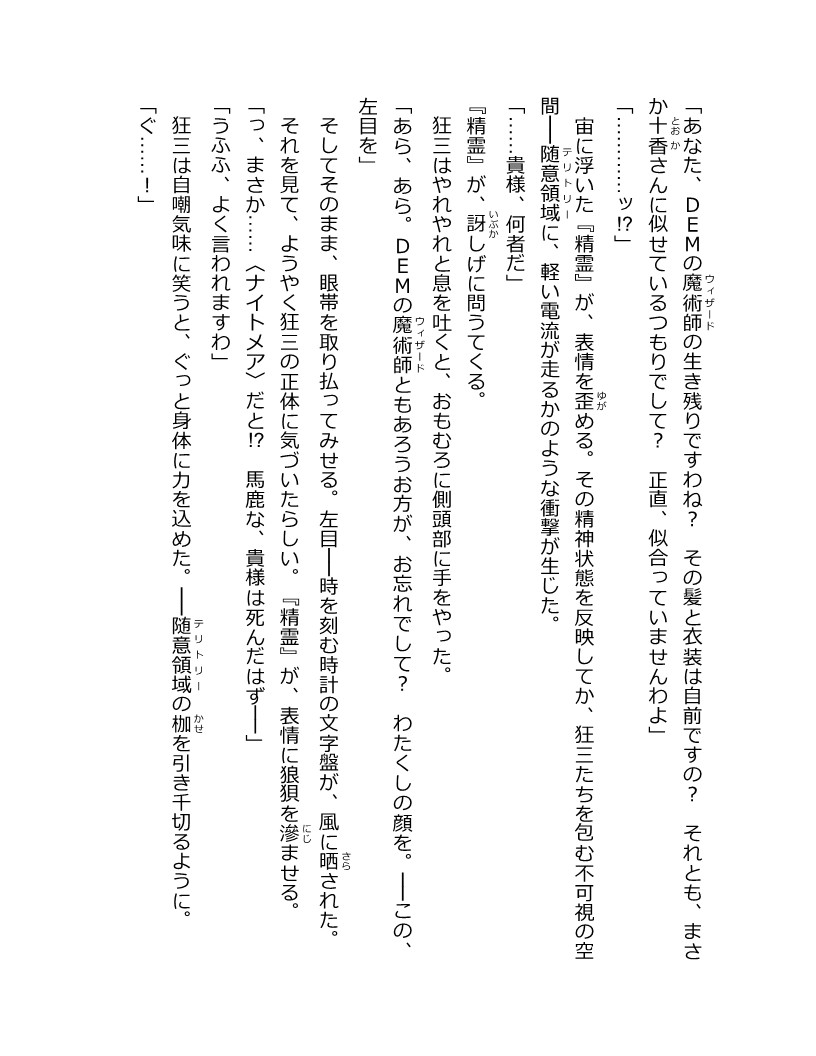 「あなた、ＤＥＭの魔術師の生き残りですわね？　その髪と衣装は自前ですの？　それとも、まさ
か十香さんに似せているつもりでして？　正直、似合っていませんわよ」
「…………ッ!?」
　宙に浮いた『精霊』が、表情を歪める。その精神状態を反映してか、狂三たちを包む不可視の空
間──随意領域に、軽い電流が走るかのような衝撃が生じた。
「……貴様、何者だ」
『精霊』が、訝しげに問うてくる。
　狂三はやれやれと息を吐くと、おもむろに側頭部に手をやった。
「あら、あら。ＤＥＭの魔術師ともあろうお方が、お忘れでして？　わたくしの顔を。──この、
左目を」
　そしてそのまま、眼帯を取り払ってみせる。左目──時を刻む時計の文字盤が、風に晒された。
　それを見て、ようやく狂三の正体に気づいたらしい。『精霊』が、表情に狼狽を滲ませる。
「っ、まさか……〈ナイトメア〉だと!?　馬鹿な、貴様は死んだはず──」
「うふふ、よく言われますわ」
　狂三は自嘲気味に笑うと、ぐっと身体に力を込めた。──随意領域の枷を引き千切るように。
「ぐ……！」